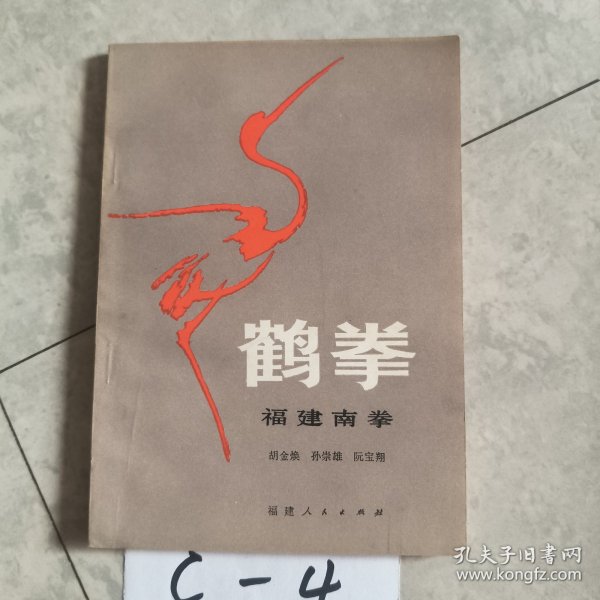 鹤拳
福建南拳
胡金焕 孙崇雄 阮宝翔
福建人民出版社
C-4
孔夫子旧书网
www.kongfz.com